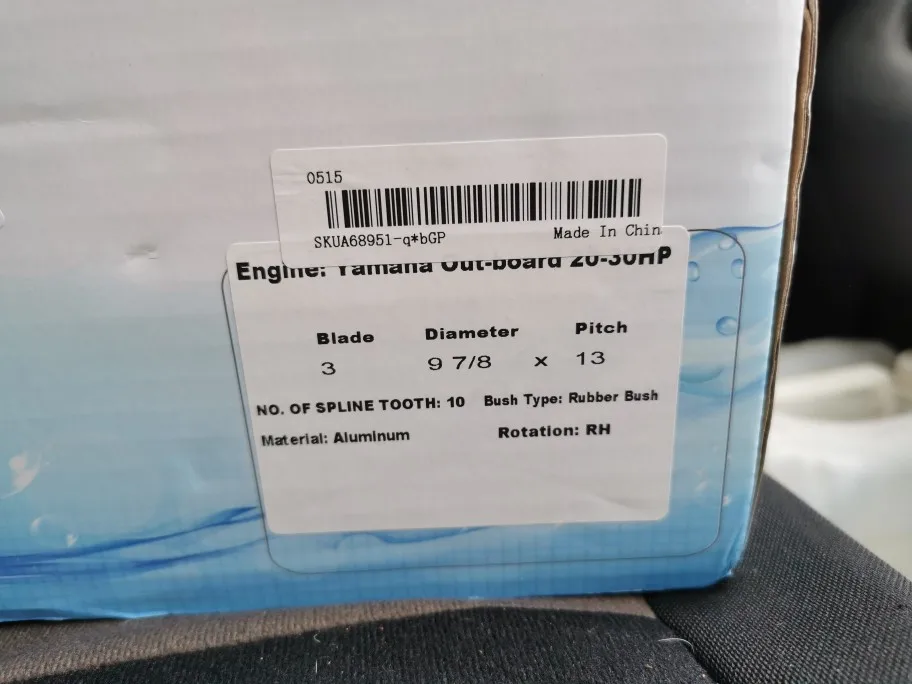 0515
SKUA68951-q*bGP
Made In Chin
Engine: Yamaha Out-board 20-30HP
Blade Diameter Pitch
3 9 7/8 x 13
NO. OF SPLINE TOOTH: 10 Bush Type: Rubber Bush
Material: Aluminum Rotation: RH